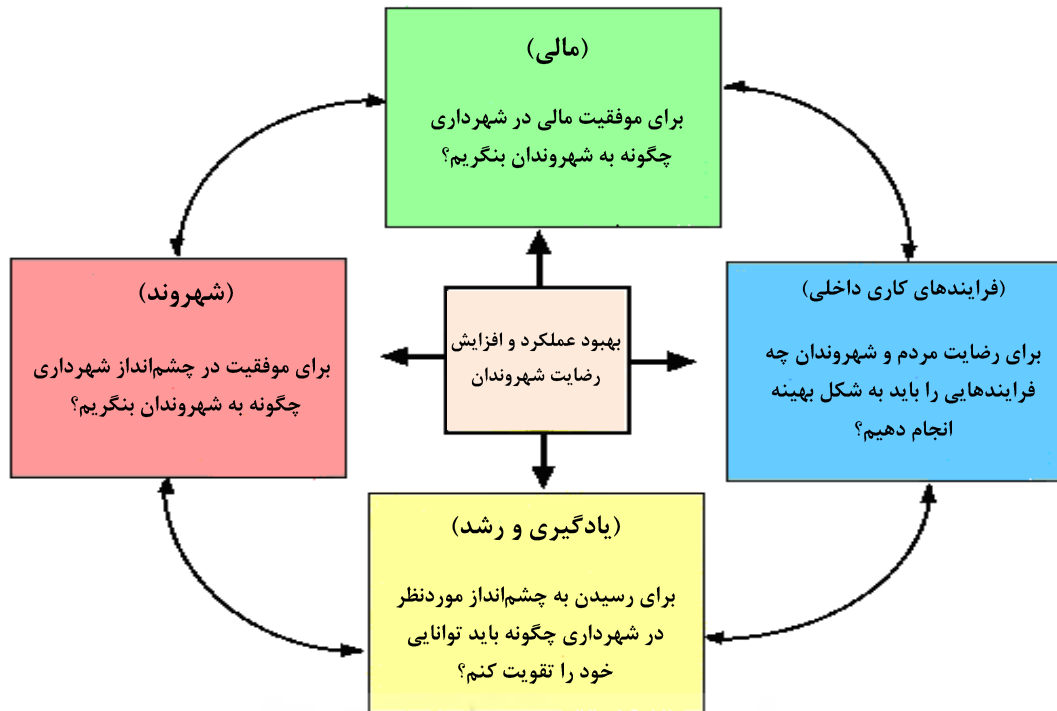 (مالی)
برای موفقیت مالی در شهرداری
چگونه به شهروندان بنگریم؟
(فرایندهای کاری داخلی)
برای رضایت مردم و شهروندان چه
فرایندهایی را باید به شکل بهینه
انجام دهیم؟
بهبود عملکرد و افزایش
رضایت شهروندان
(شهروند)
برای موفقیت در چشم‌انداز شهرداری
چگونه به شهروندان بنگریم؟
(یادگیری و رشد)
برای رسیدن به چشم‌انداز موردنظر
در شهرداری چگونه باید توانایی
خود را تقویت کنم؟